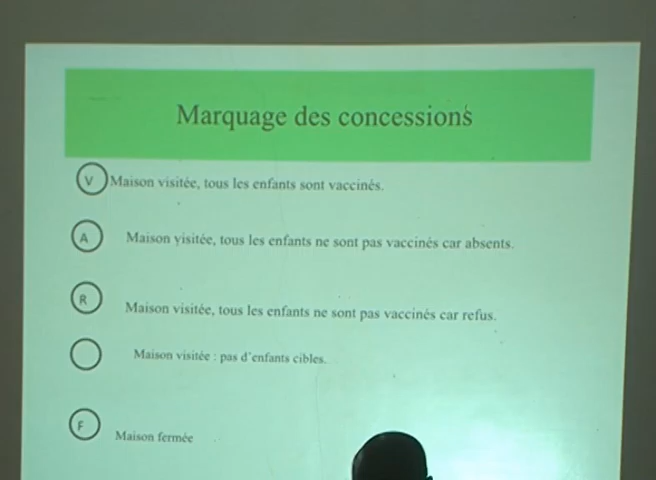 Marquage des concessions
V Maison visitée, tous les enfants sont vaccinés.
A Maison visitée, tous les enfants ne sont pas vaccinés car absents.
R Maison visitée, tous les enfants ne sont pas vaccinés car refus.
Maison visitée : pas d'enfants cibles.
F Maison fermée